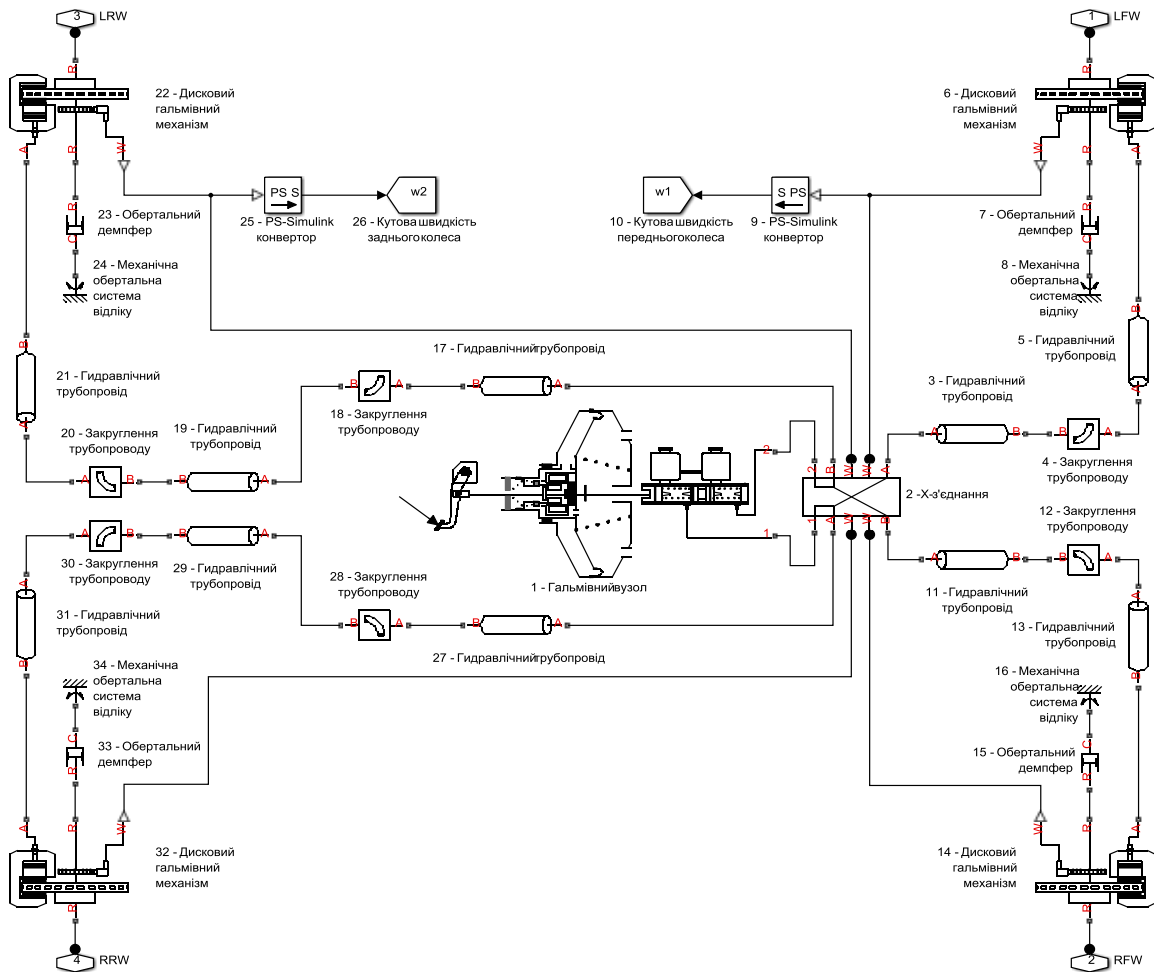 3 LRW
1 LFW
R
R
22 - Дисковий
гальмівний
механізм
6 - Дисковий
гальмівний
механізм
A
R
W
W
R
A
R
23 - Обертальний
демпфер
C
PS S
w2
w1
S PS
R
7 - Обертальний
демпфер
C
25 - PS-Simulink
конвертор
26 - Кутова швидкість
заднього колеса
10 - Кутова швидкість
переднього колеса
9 - PS-Simulink
конвертор
24 - Механічна
обертальна
система
відліку
8 - Механічна
обертальна
система
відліку
B
B
17 - Гидравлічний трубопровід
5 - Гидравлічний
трубопровід
21 - Гидравлічний
трубопровід
A
B
A
B
A
3 - Гидравлічний
трубопровід
A
18 - Закруглення
трубопроводу
20 - Закруглення
трубопроводу
19 - Гидравлічний
трубопровід
A
B
B
A
4 - Закруглення
трубопроводу
A
B
B
A
2
2
B
W
W
A
2 -Х-з'єднання
12 - Закруглення
трубопроводу
A
B
B
A
1
1
A
W
W
B
A
B
B
A
30 - Закруглення
трубопроводу
29 - Гидравлічний
трубопровід
28 - Закруглення
трубопроводу
1 - Гальмівний вузол
11 - Гидравлічний
трубопровід
A
31 - Гидравлічний
трубопровід
B
B
A
B
A
A
13 - Гидравлічний
трубопровід
B
27 - Гидравлічний трубопровід
34 - Механічна
обертальна
система
відліку
16 - Механічна
обертальна
система
відліку
C
33 - Обертальний
демпфер
R
C
15 - Обертальний
демпфер
R
A
R
W
W
R
A
32 - Дисковий
гальмівний
механізм
14 - Дисковий
гальмівний
механізм
R
R
4 RRW
2 RFW